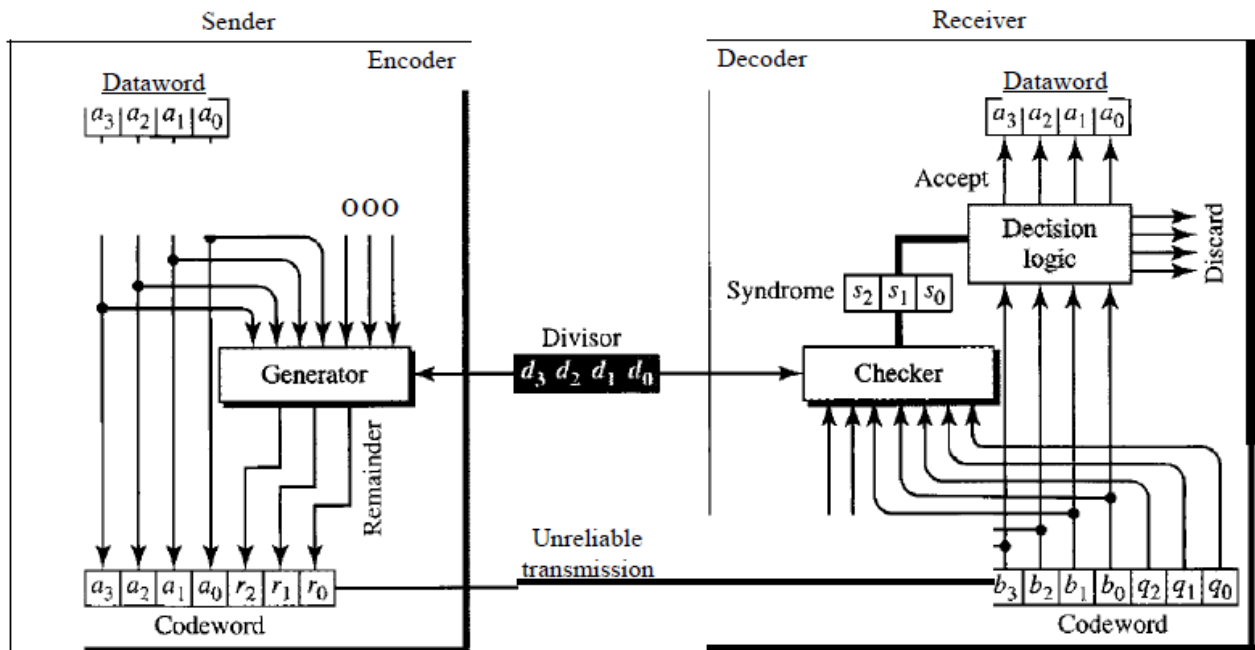 Sender
Encoder
Dataword
a3 a2 a1 a0
000
Generator
Remainder
a3 a2 a1 a0 r2 r1 r0
Codeword
Divisor
d3 d2 d1 d0
Unreliable
transmission
Receiver
Decoder
Dataword
a3 a2 a1 a0
Accept
Decision
logic
Discard
Syndrome
s2 s1 s0
Checker
b3 b2 b1 b0 q2 q1 q0
Codeword